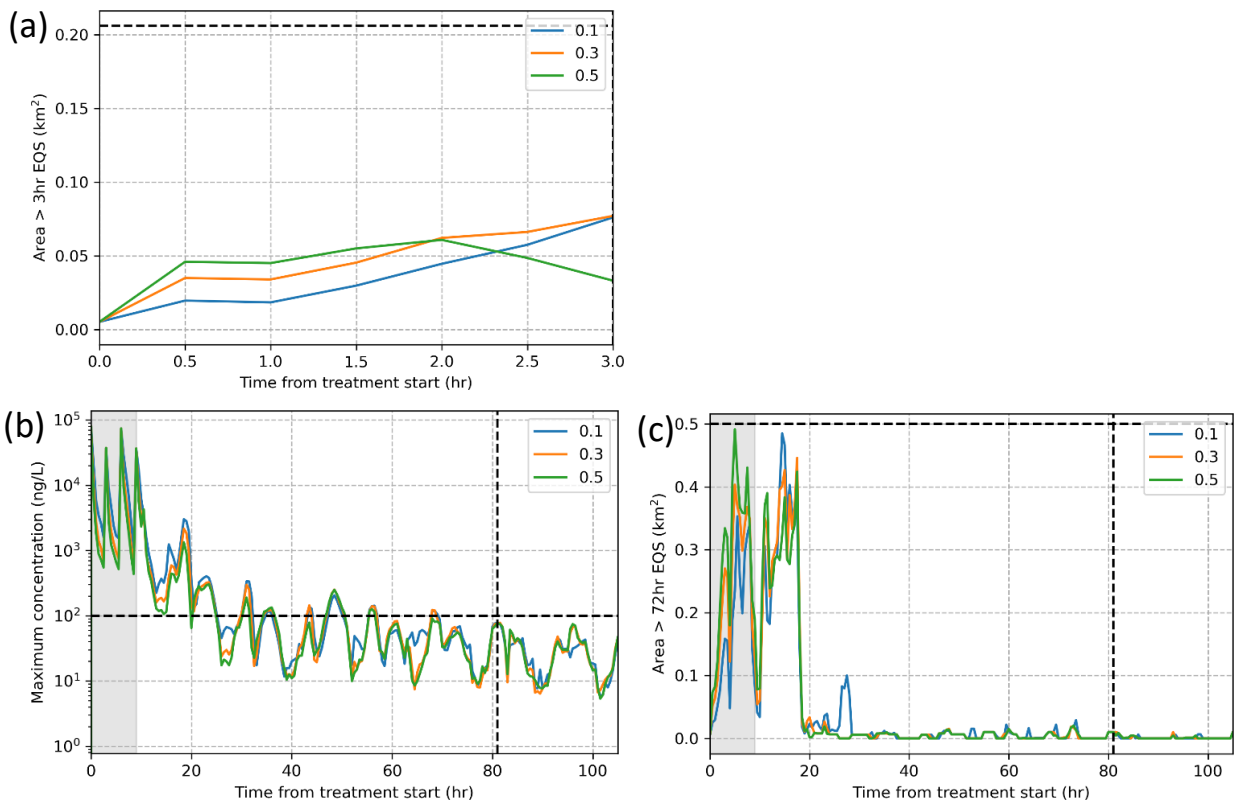 (a)
0.20
0.15
0.10
0.05
0.00
Area > 3hr EQS (km²)
0.1
0.3
0.5
0.0 0.5 1.0 1.5 2.0 2.5 3.0
Time from treatment start (hr)
(b)
10⁵
10⁴
10³
10²
10¹
10⁰
Maximum concentration (ng/L)
0.1
0.3
0.5
0 20 40 60 80 100
Time from treatment start (hr)
(c)
0.5
0.4
0.3
0.2
0.1
0.0
Area > 72hr EQS (km²)
0.1
0.3
0.5
0 20 40 60 80 100
Time from treatment start (hr)